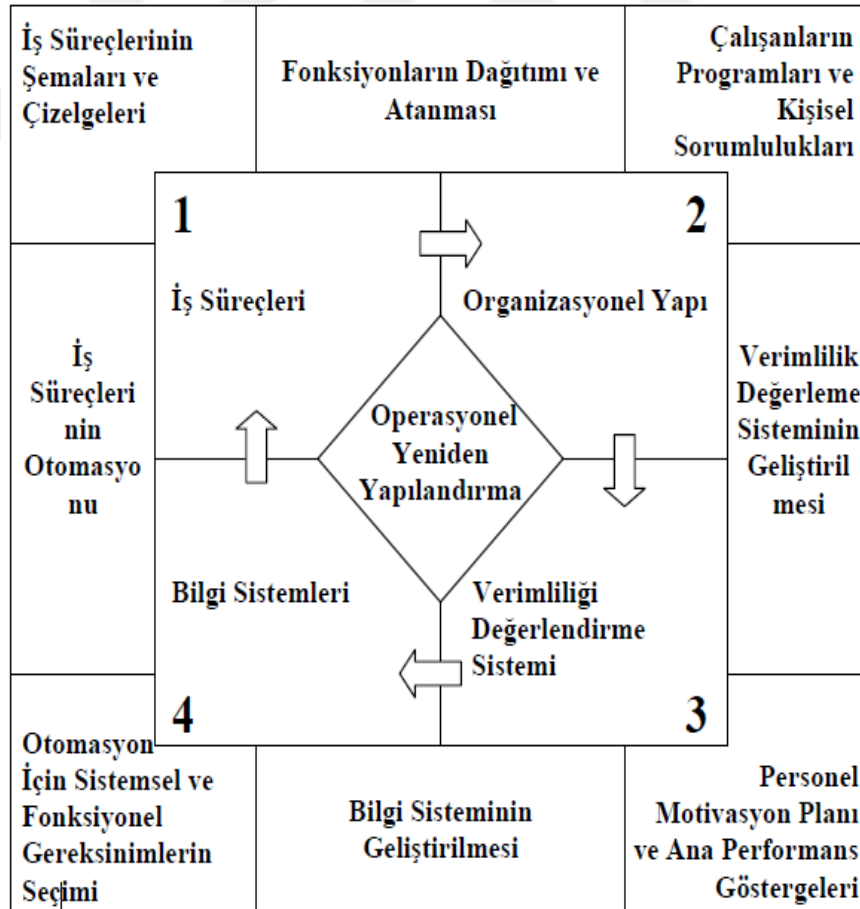 İş Süreçlerinin
Şemaları ve
Çizelgeleri
Fonksiyonların Dağıtımı ve
Atanması
Çalışanların
Programları ve
Kişisel
Sorumlulukları
1
2
İş Süreçleri
Organizasyonel Yapı
İş
Süreçleri
nin
Otomasyo
nu
Operasyonel
Yeniden
Yapılandırma
Verimlilik
Değerleme
Sisteminin
Geliştiril
mesi
Bilgi Sistemleri
Verimliliği
Değerlendirme
Sistemi
4
3
Otomasyon
İçin Sistemsel ve
Fonksiyonel
Gereksinimlerin
Seçimi
Bilgi Sisteminin
Geliştirilmesi
Personel
Motivasyon Planı
ve Ana Performans
Göstergeleri